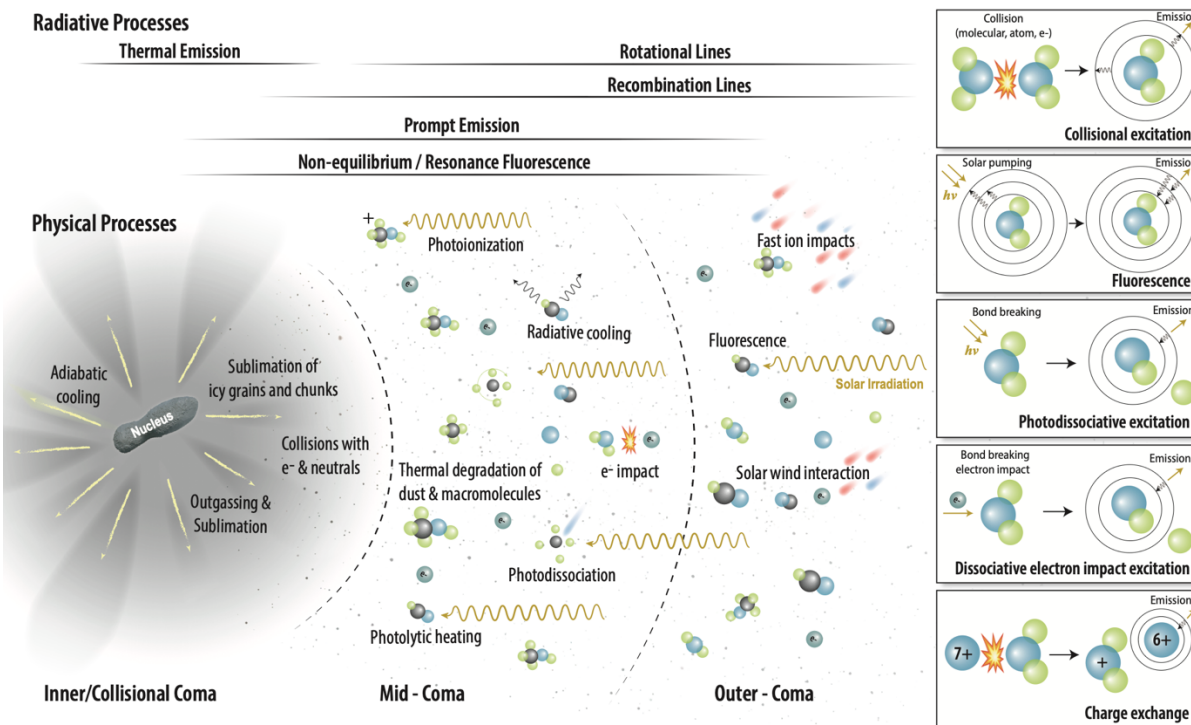 Radiative Processes
Thermal Emission
Rotational Lines
Recombination Lines
Prompt Emission
Non-equilibrium / Resonance Fluorescence
Physical Processes
Adiabatic
cooling
Nucleus
Sublimation of
icy grains and chunks
Collisions with
e- & neutrals
Outgassing &
Sublimation
Inner/Collisional Coma
+
Photoionization
e-
e-
Radiative cooling
Thermal degradation of
dust & macromolecules
e- impact
e-
e-
Photodissociation
e-
Photolytic heating
Mid - Coma
Fast ion impacts
e-
Fluorescence
Solar Irradiation
e-
Solar wind interaction
e-
e-
Outer - Coma
Collision
(molecular, atom, e-)
Emission
Collisional excitation
Solar pumping
hν
Emission
Fluorescence
Bond breaking
hν
Emission
Photodissociative excitation
Bond breaking
electron impact
e-
Emission
Dissociative electron impact excitation
7+
+
6+
Emission
Charge exchange